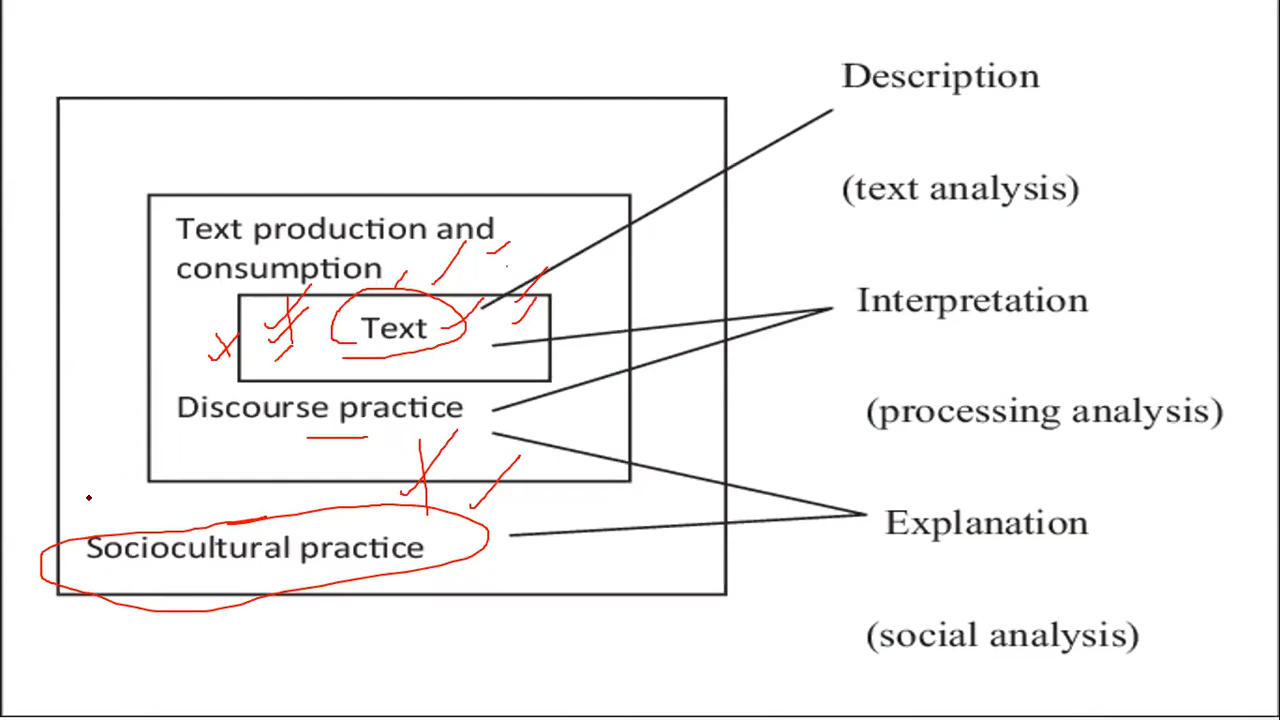 Description
(text analysis)
Text production and
consumption
Text
Interpretation
Discourse practice
(processing analysis)
Explanation
Sociocultural practice
(social analysis)